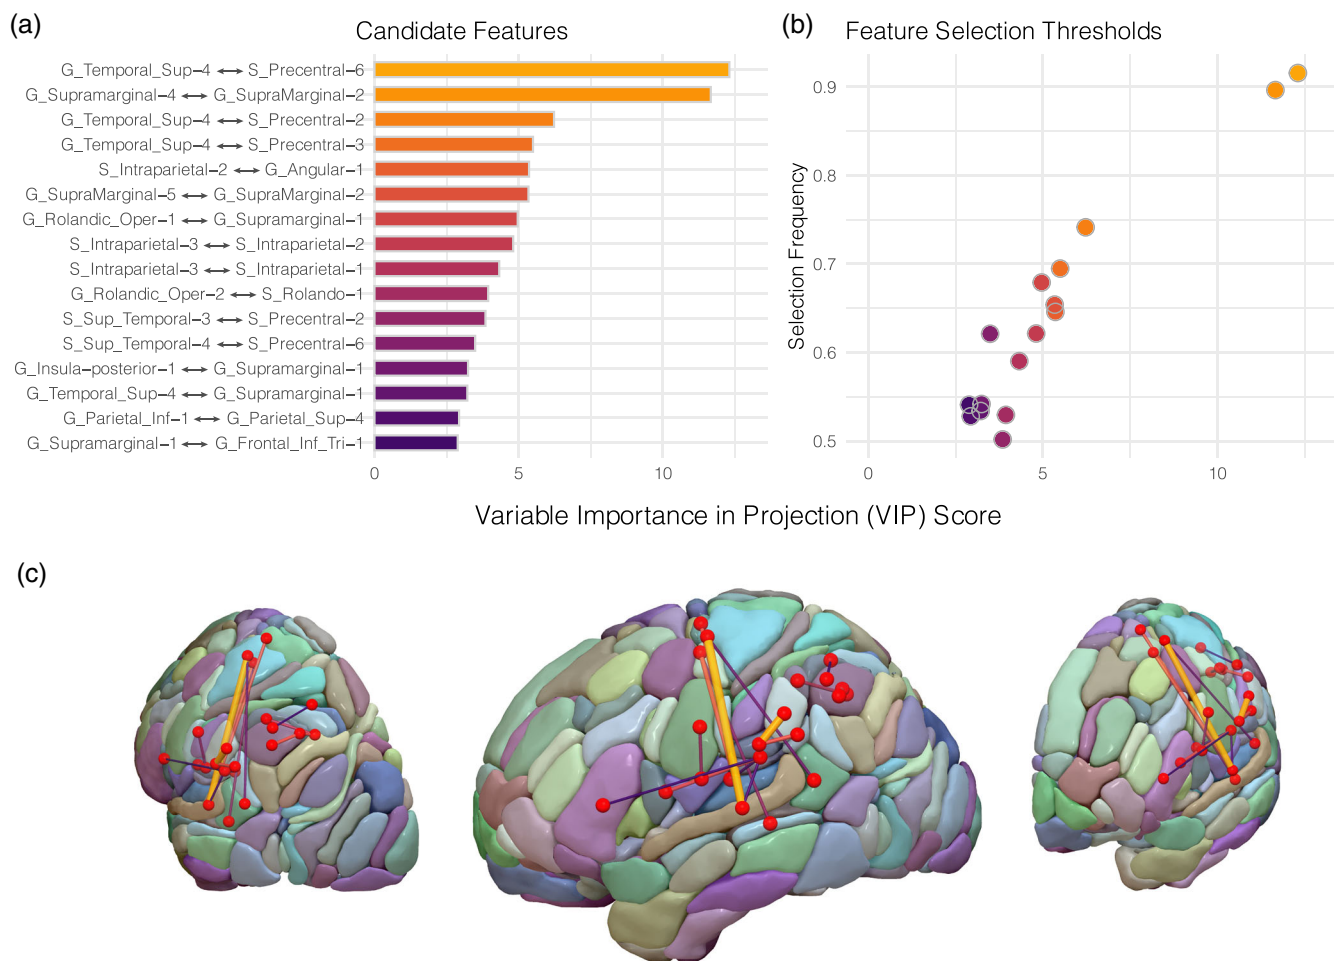 (a)
Candidate Features
G_Temporal_Sup-4 ↔ S_Precentral-6
G_Supramarginal-4 ↔ G_SupraMarginal-2
G_Temporal_Sup-4 ↔ S_Precentral-2
G_Temporal_Sup-4 ↔ S_Precentral-3
S_Intraparietal-2 ↔ G_Angular-1
G_SupraMarginal-5 ↔ G_SupraMarginal-2
G_Rolandic_Oper-1 ↔ G_Supramarginal-1
S_Intraparietal-3 ↔ S_Intraparietal-2
S_Intraparietal-3 ↔ S_Intraparietal-1
G_Rolandic_Oper-2 ↔ S_Rolando-1
S_Sup_Temporal-3 ↔ S_Precentral-2
S_Sup_Temporal-4 ↔ S_Precentral-6
G_Insula-posterior-1 ↔ G_Supramarginal-1
G_Temporal_Sup-4 ↔ G_Supramarginal-1
G_Parietal_Inf-1 ↔ G_Parietal_Sup-4
G_Supramarginal-1 ↔ G_Frontal_Inf_Tri-1
0 5 10
(b)
Feature Selection Thresholds
Selection Frequency
0.9
0.8
0.7
0.6
0.5
0 5 10
Variable Importance in Projection (VIP) Score
(c)